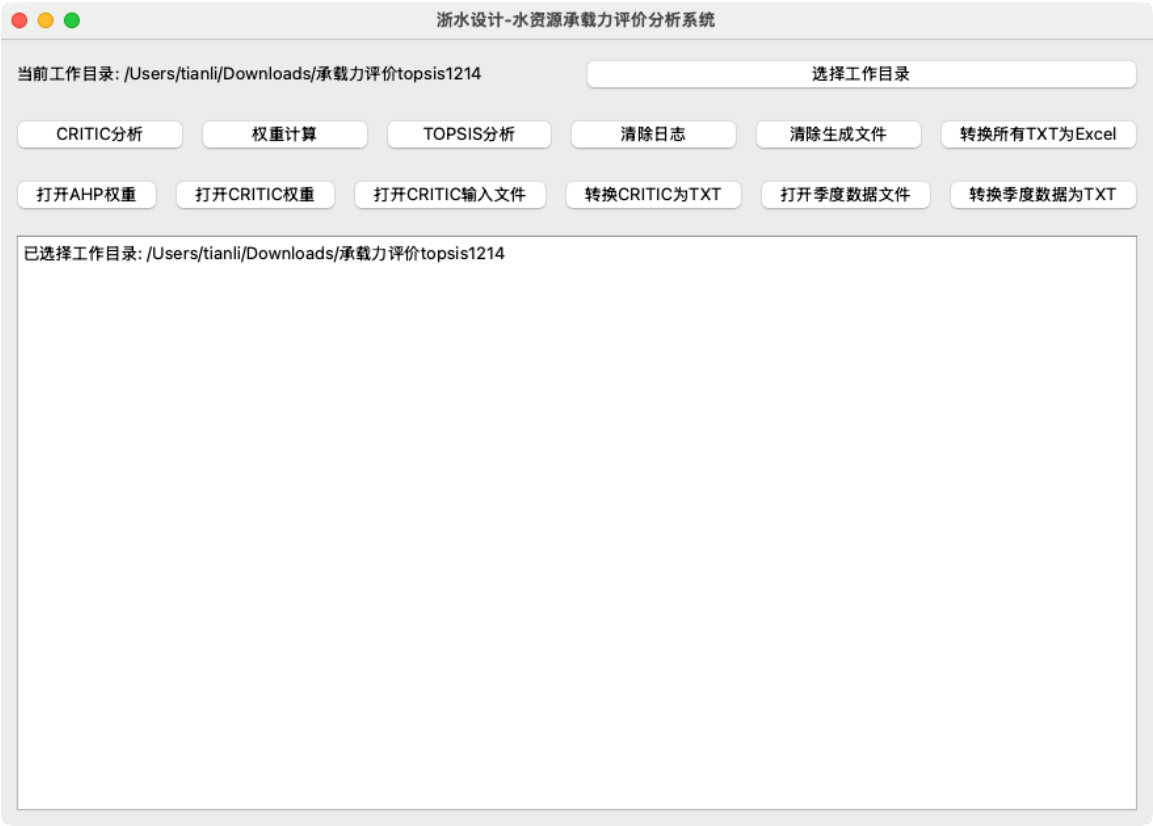 浙水设计-水资源承载力评价分析系统
当前工作目录: /Users/tianli/Downloads/承载力评价topsis1214 选择工作目录
CRITIC分析 权重计算 TOPSIS分析 清除日志 清除生成文件 转换所有TXT为Excel
打开AHP权重 打开CRITIC权重 打开CRITIC输入文件 转换CRITIC为TXT 打开季度数据文件 转换季度数据为TXT
已选择工作目录: /Users/tianli/Downloads/承载力评价topsis1214